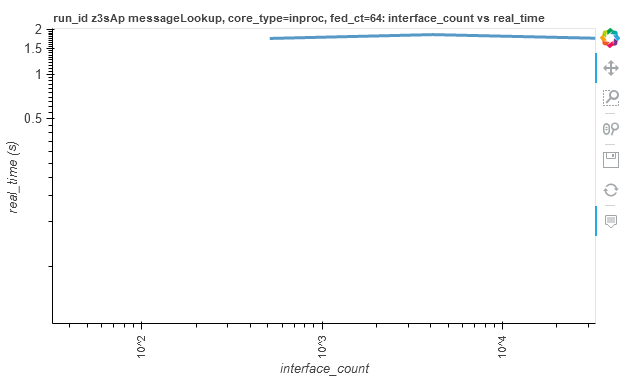 run_id z3sAp messageLookup, core_type=inproc, fed_ct=64: interface_count vs real_time
2
1.5
1
0.5
real_time (s)
10^2
10^3
10^4
interface_count